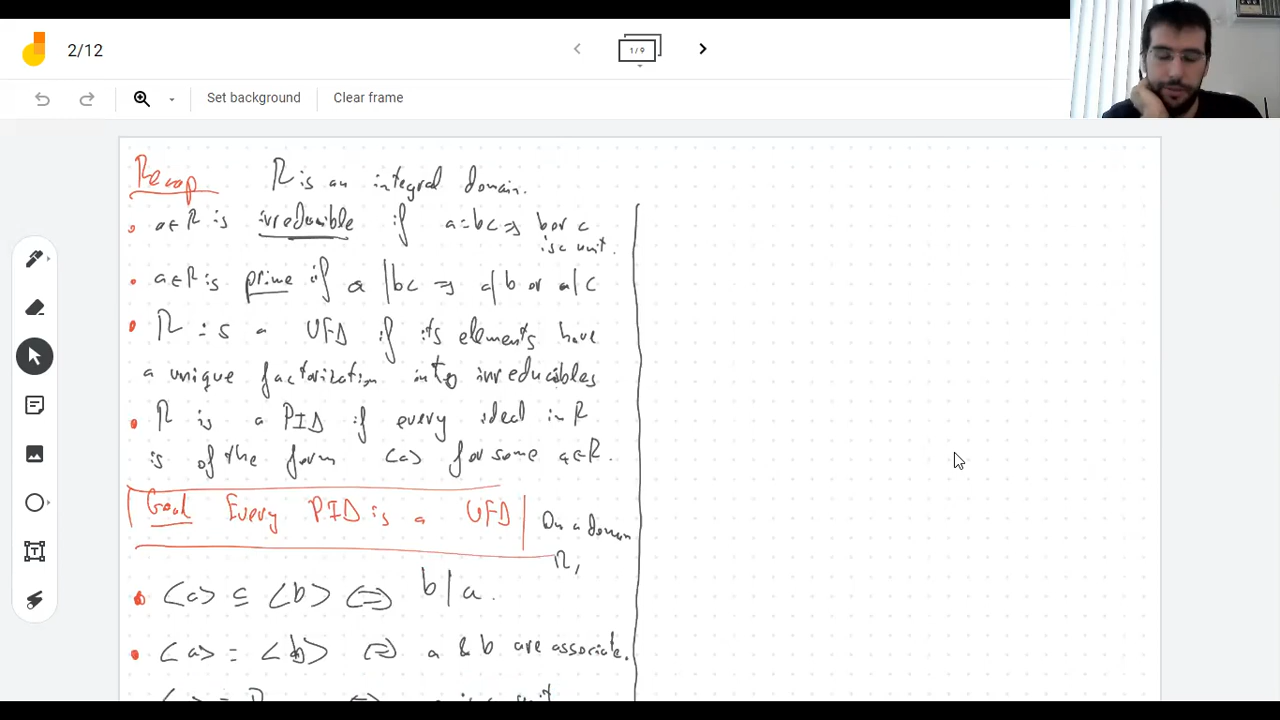 2/12
1/9
Set background
Clear frame
Recap R is an integral domain.
• a∈R is irreducible if a=bc ⇒ b or c
is a unit.
• a∈R is prime if a|bc ⇒ a|b or a|c
• R is a UFD if its elements have
a unique factorization into irreducibles
• R is a PID if every ideal in R
is of the form <a> for some a∈R.
Goal Every PID is a UFD
On a domain
R,
• <a> ⊆ <b> ⇔ b|a.
• <a> = <b> ⇔ a & b are associate.